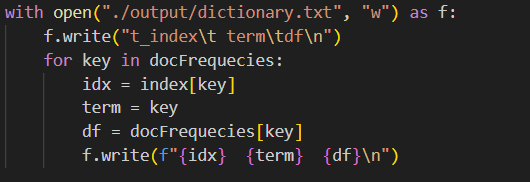 with open("./output/dictionary.txt", "w") as f:
    f.write("t_index\t term\tdf\n")
    for key in docFrequecies:
        idx = index[key]
        term = key
        df = docFrequecies[key]
        f.write(f"{idx}  {term}  {df}\n")